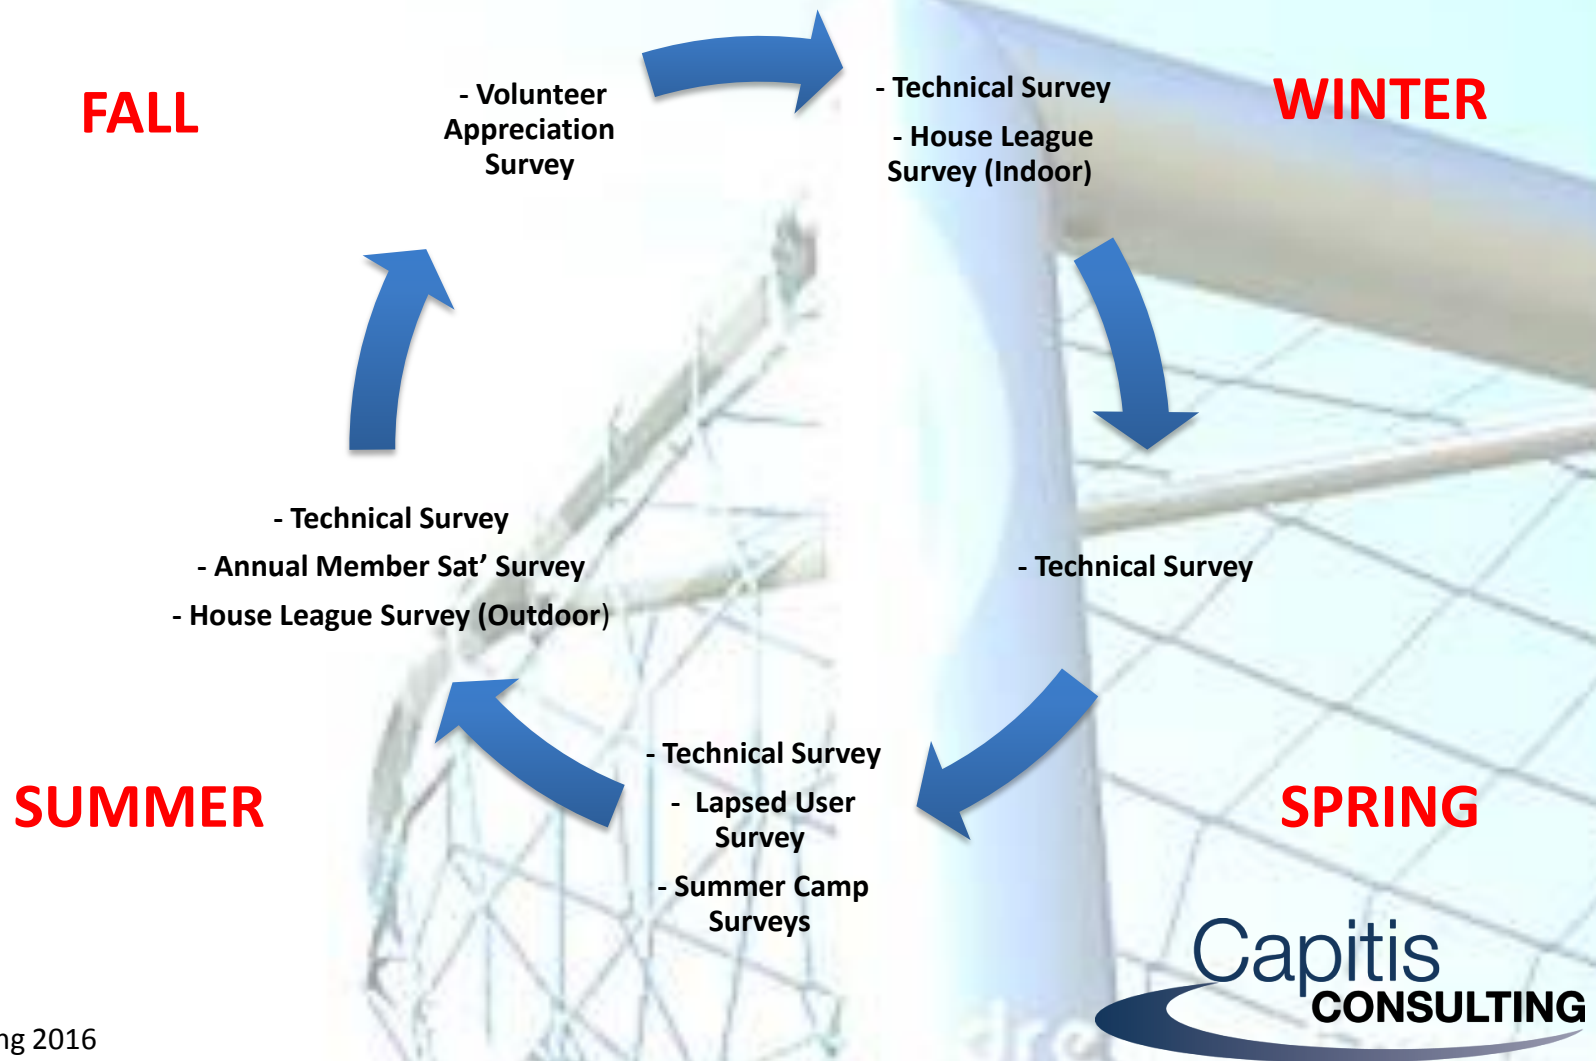 FALL
- Volunteer
Appreciation
Survey
- Technical Survey
- House League
Survey (Indoor)
WINTER
- Technical Survey
- Annual Member Sat’ Survey
- House League Survey (Outdoor)
- Technical Survey
SUMMER
- Technical Survey
- Lapsed User
Survey
- Summer Camp
Surveys
SPRING
Capitis
CONSULTING
ng 2016